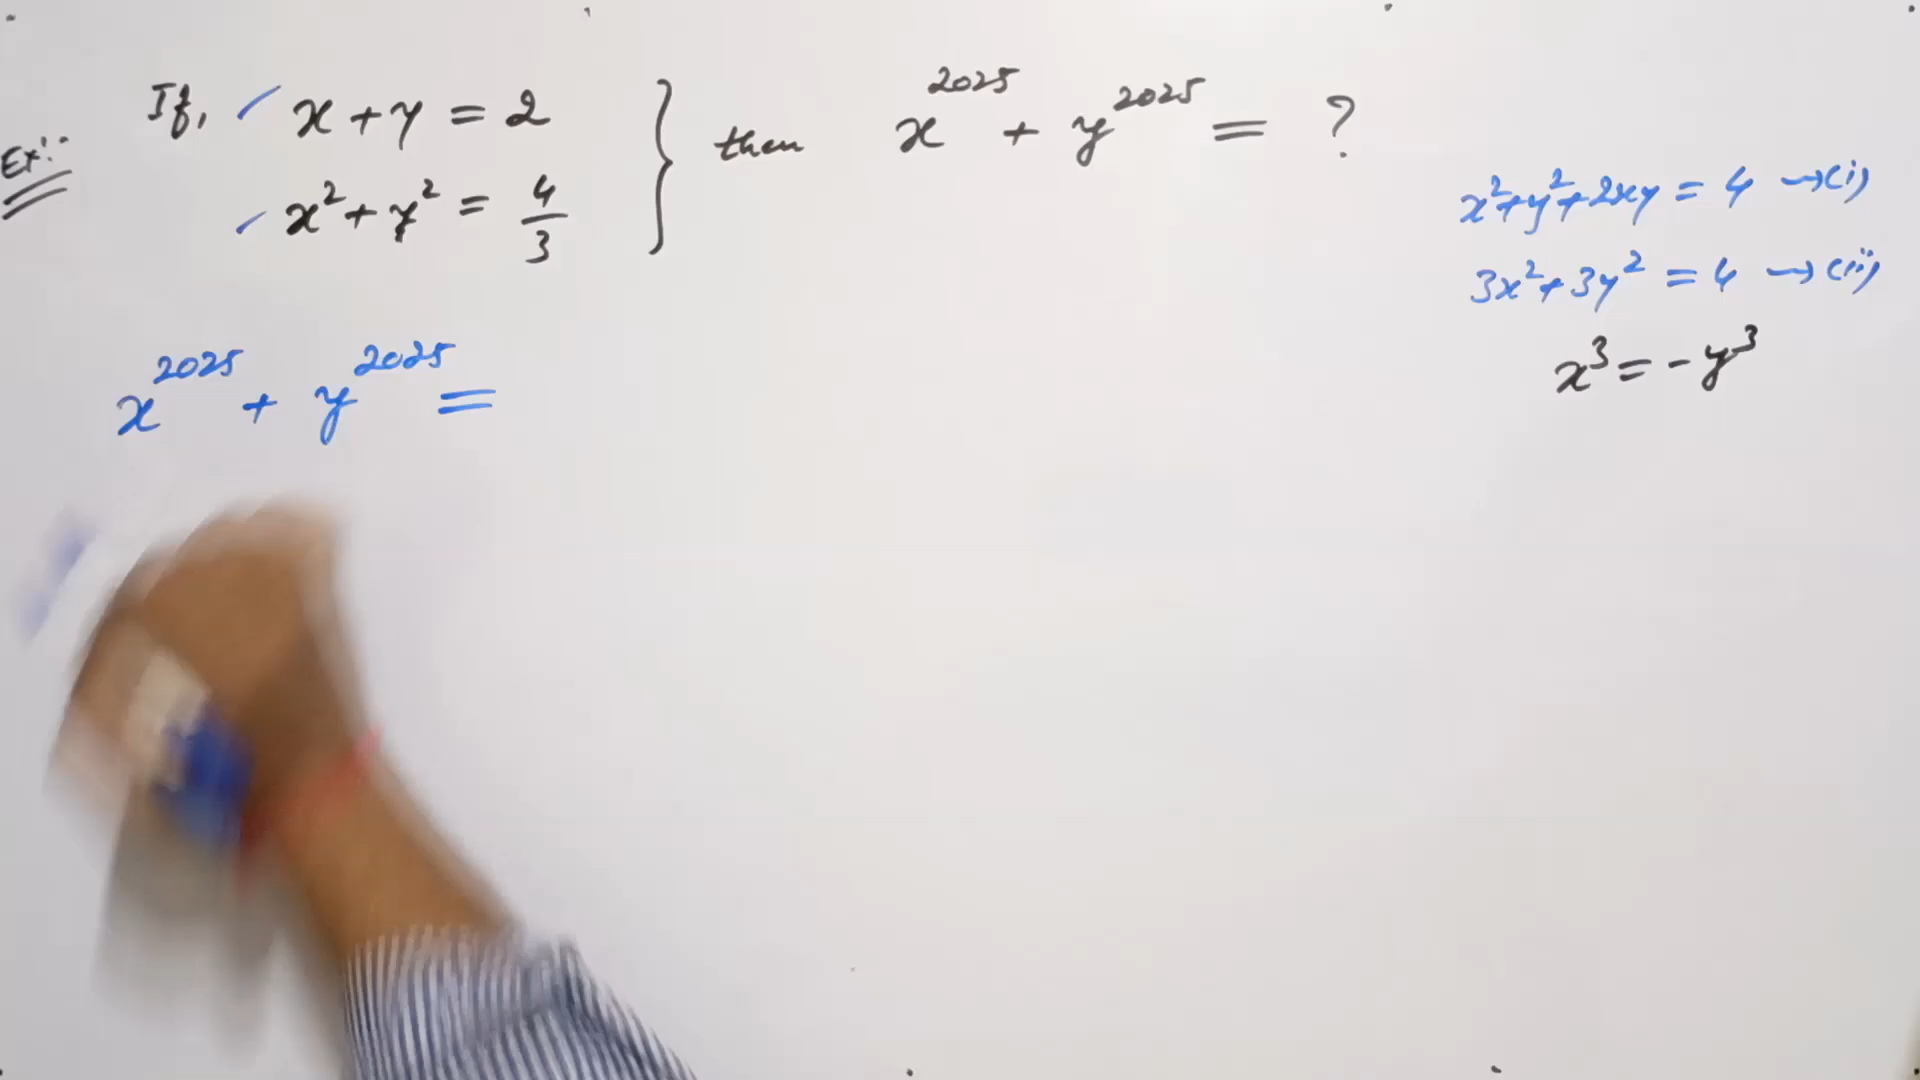 Ex:- If, x + y = 2
x² + y² = 4/3
} then x²⁰²⁵ + y²⁰²⁵ = ?
x² + y² + 2xy = 4 → (i)
3x² + 3y² = 4 → (ii)
x³ = - y³
x²⁰²⁵ + y²⁰²⁵ =